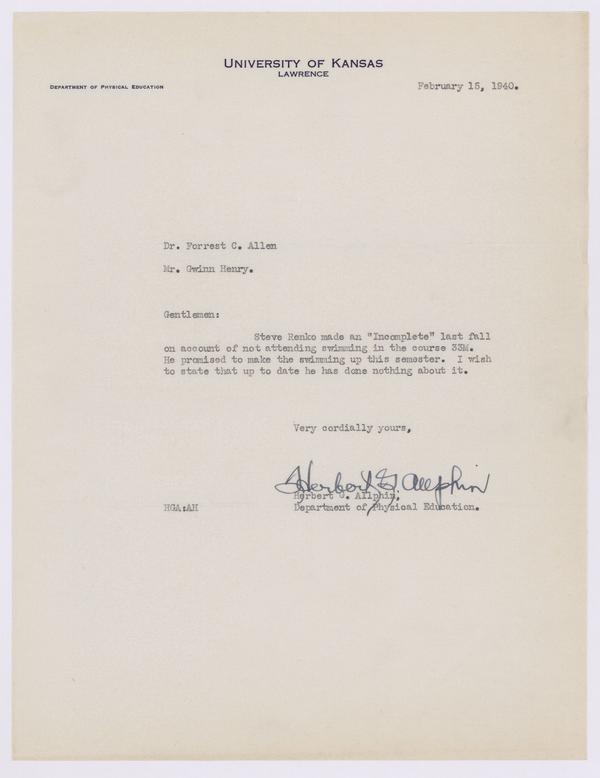 UNIVERSITY OF KANSAS
LAWRENCE
DEPARTMENT OF PHYSICAL EDUCATION
February 15, 1940.
Dr. Forrest C. Allen
Mr. Gwinn Henry.
Gentlemen:
Steve Renko made an "Incomplete" last fall
on account of not attending swimming in the course 33M.
He promised to make the swimming up this semester. I wish
to state that up to date he has done nothing about it.
Very cordially yours,
Herbert G. Allphin
Herbert G. Allphin,
HGA:AH
Department of Physical Education.